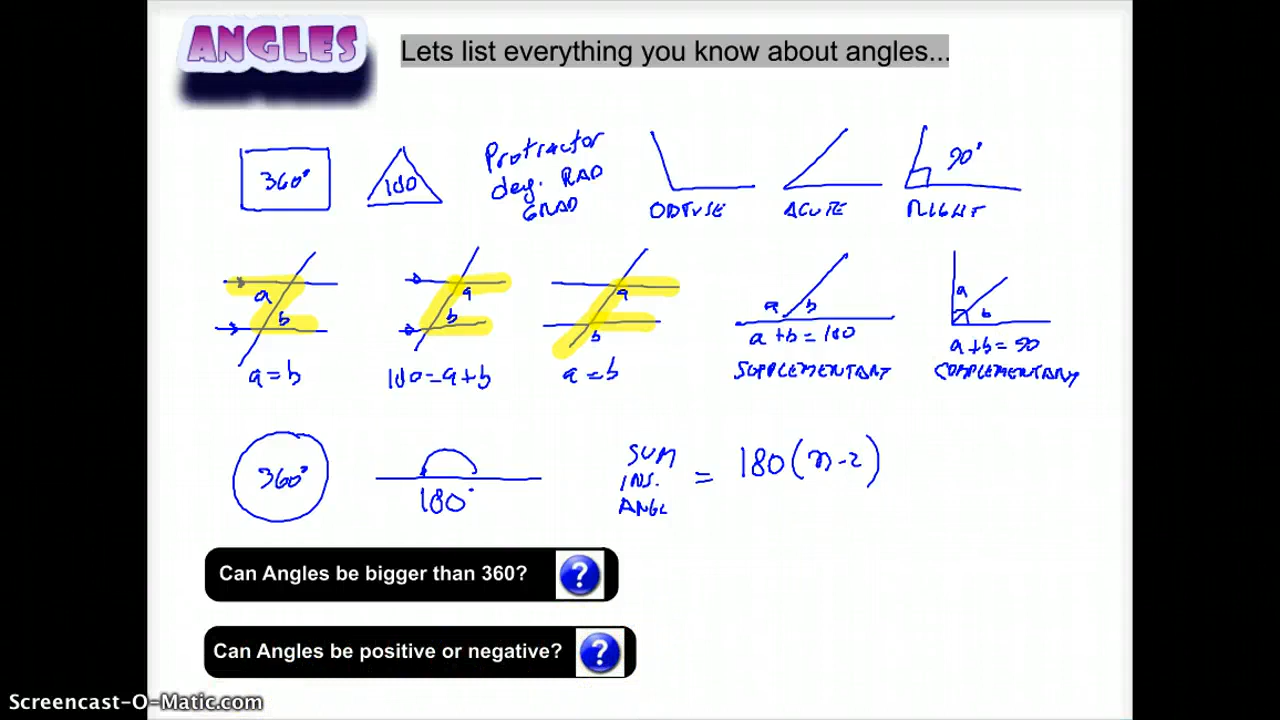 ANGLES
Lets list everything you know about angles...
360°
180
Protractor
deg. RAD
GRAD
OBTUSE
ACUTE
90°
RIGHT
a
b
a = b
a
b
180 = a + b
a
b
a = b
a b
a + b = 180
SUPPLEMENTARY
a
b
a + b = 90
COMPLEMENTARY
360°
180°
SUM
INS.
ANGL
= 180(n-2)
Can Angles be bigger than 360? ?
Can Angles be positive or negative? ?
Screencast-O-Matic.com